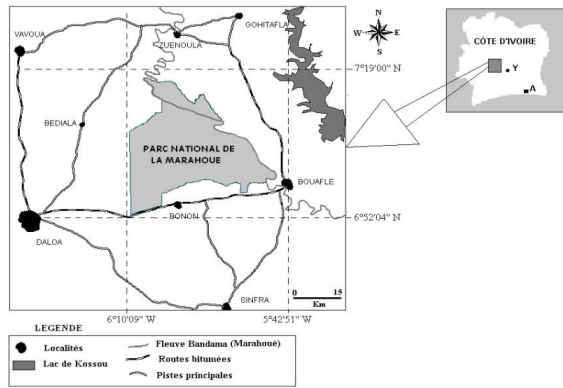 GOHITAFLA
VAVOUA
ZUENOULA
N
W
E
S
CÔTE D'IVOIRE
Y
A
7°19'00" N
BEDIALA
PARC NATIONAL DE
LA MARAHOUE
BOUAFLE
6°52'04" N
BONON
DALOA
SINFRA
0 15
Km
6°10'09" W
5°42'51" W
LEGENDE
Localités
Lac de Kossou
Fleuve Bandama (Marahoué)
Routes bitumées
Pistes principales